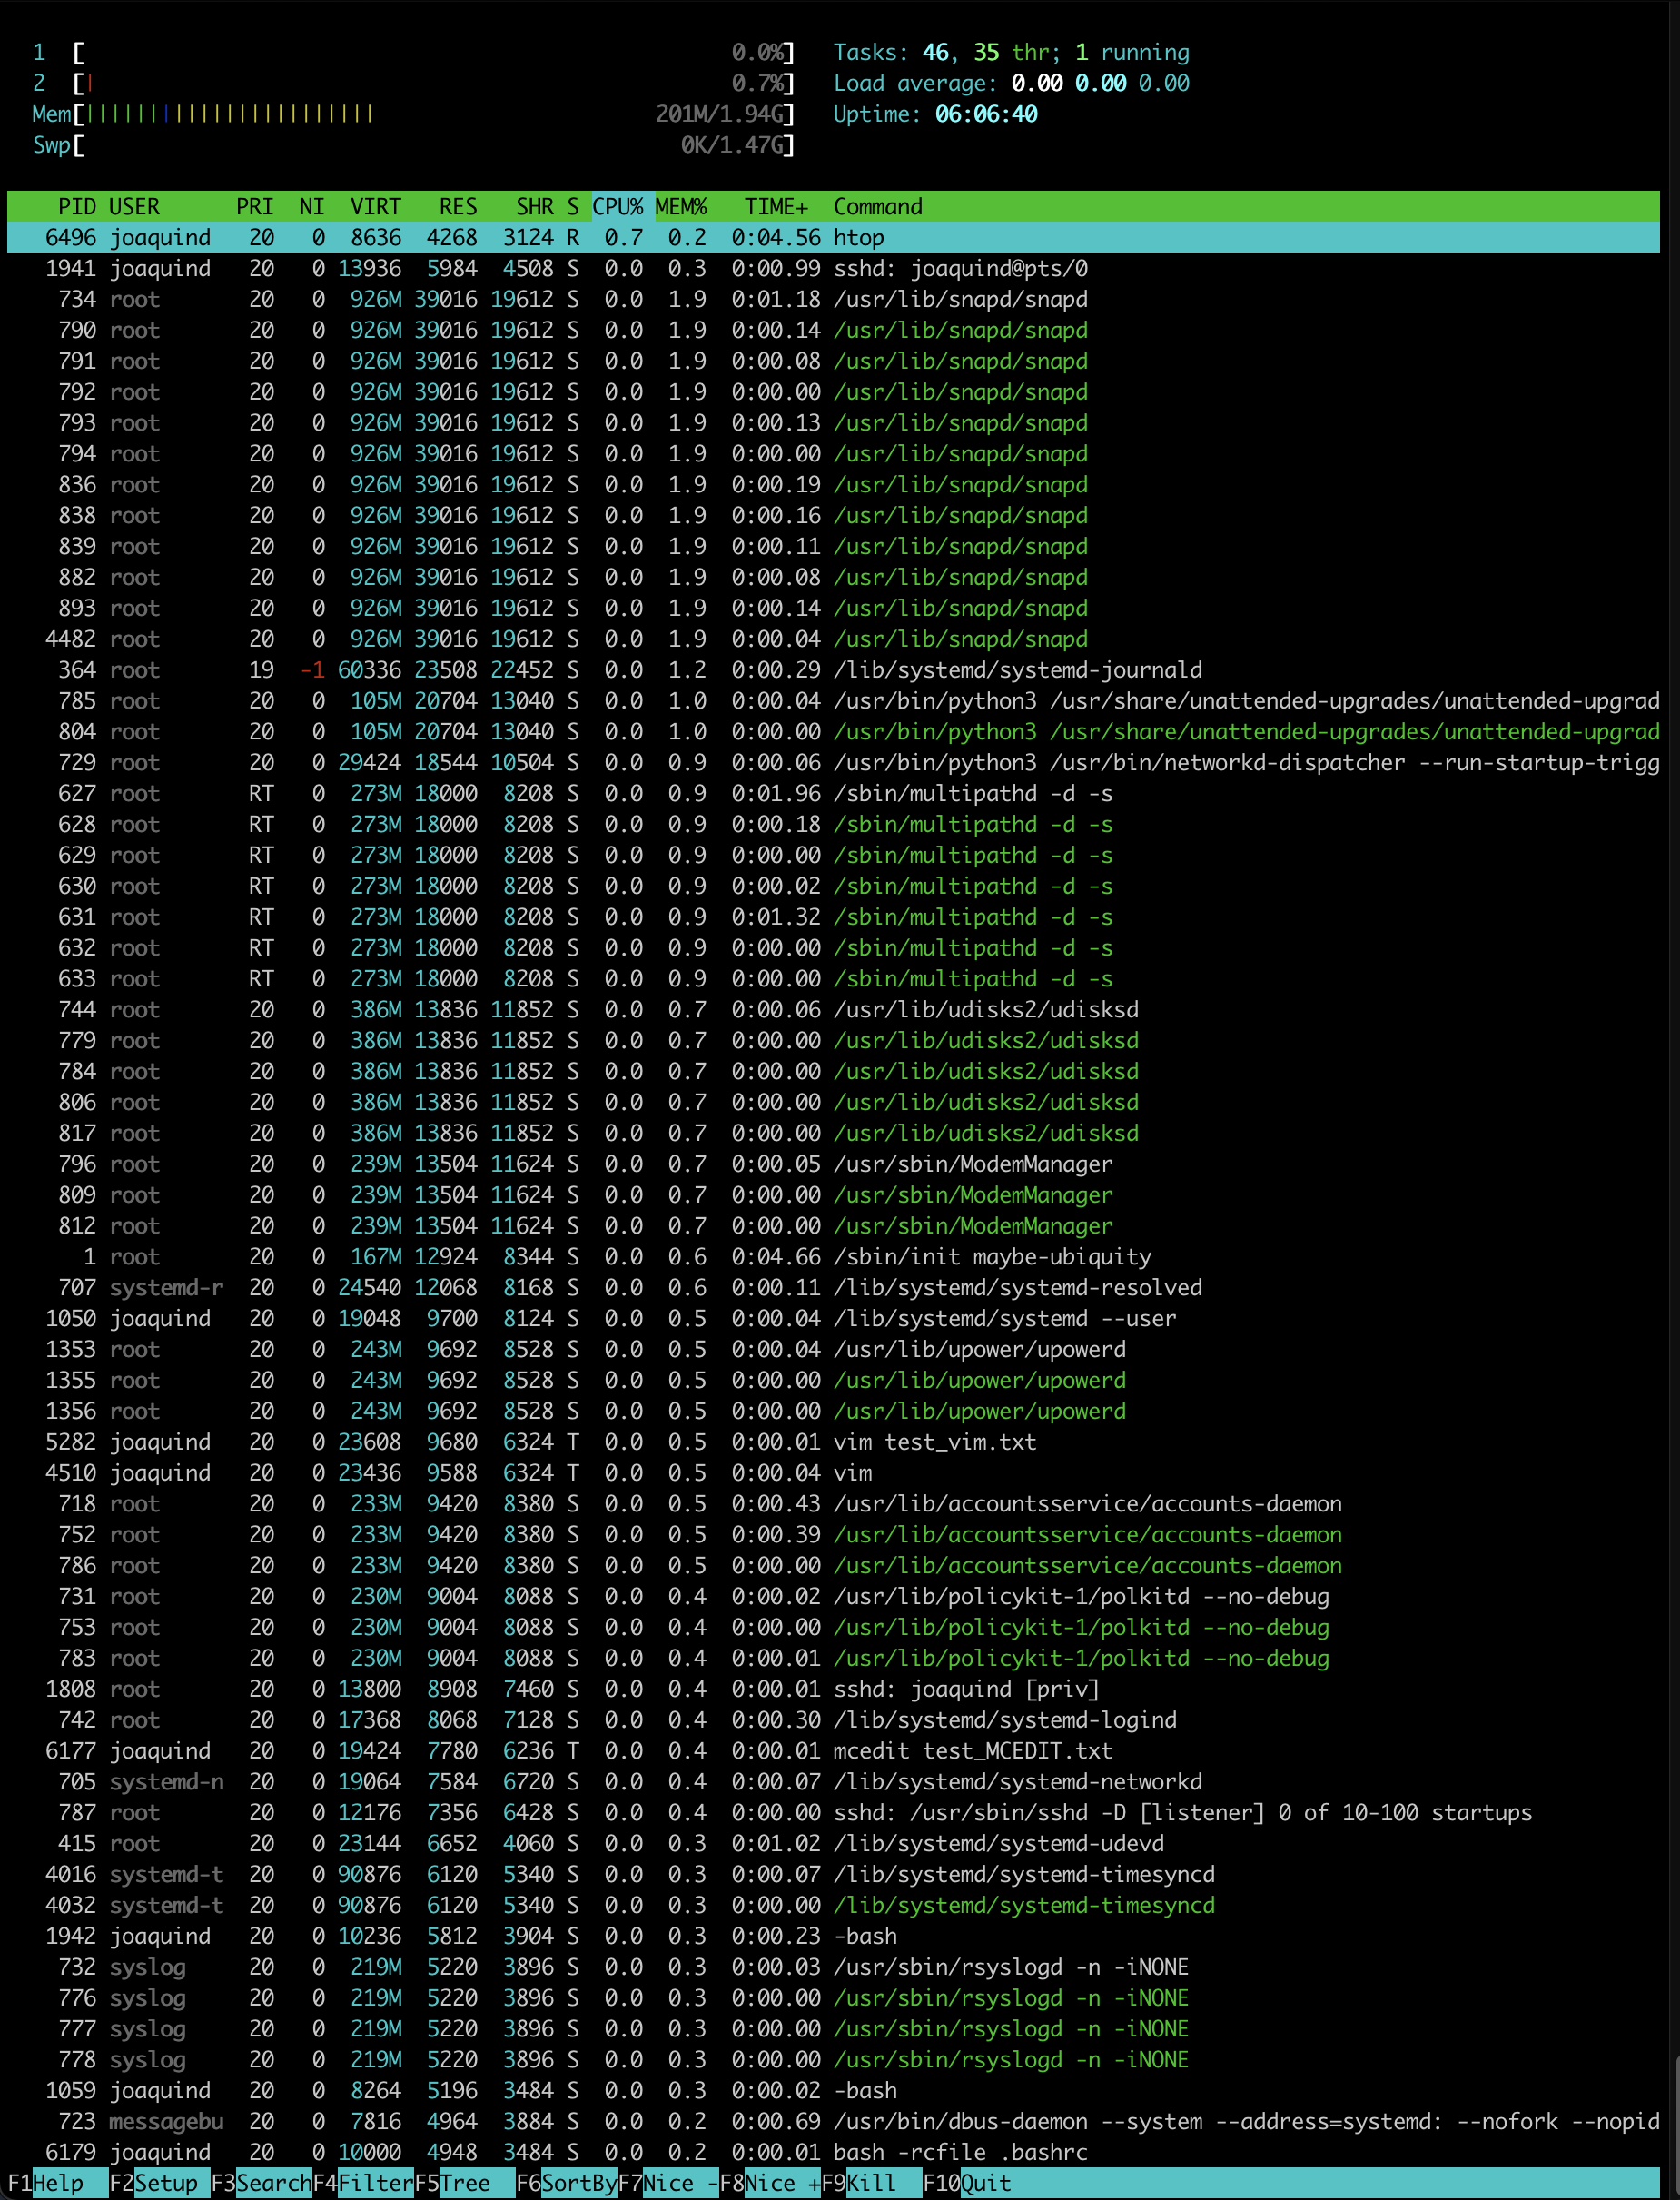 1 [ 0.0%] Tasks: 46, 35 thr; 1 running
2 [| 0.7%] Load average: 0.00 0.00 0.00
Mem[||||||||||||||||||||||| 201M/1.94G] Uptime: 06:06:40
Swp[ 0K/1.47G]
PID USER PRI NI VIRT RES SHR S CPU% MEM% TIME+ Command
6496 joaquind 20 0 8636 4268 3124 R 0.7 0.2 0:04.56 htop
1941 joaquind 20 0 13936 5984 4508 S 0.0 0.3 0:00.99 sshd: joaquind@pts/0
734 root 20 0 926M 39016 19612 S 0.0 1.9 0:01.18 /usr/lib/snapd/snapd
790 root 20 0 926M 39016 19612 S 0.0 1.9 0:00.14 /usr/lib/snapd/snapd
791 root 20 0 926M 39016 19612 S 0.0 1.9 0:00.08 /usr/lib/snapd/snapd
792 root 20 0 926M 39016 19612 S 0.0 1.9 0:00.00 /usr/lib/snapd/snapd
793 root 20 0 926M 39016 19612 S 0.0 1.9 0:00.13 /usr/lib/snapd/snapd
794 root 20 0 926M 39016 19612 S 0.0 1.9 0:00.00 /usr/lib/snapd/snapd
836 root 20 0 926M 39016 19612 S 0.0 1.9 0:00.19 /usr/lib/snapd/snapd
838 root 20 0 926M 39016 19612 S 0.0 1.9 0:00.16 /usr/lib/snapd/snapd
839 root 20 0 926M 39016 19612 S 0.0 1.9 0:00.11 /usr/lib/snapd/snapd
882 root 20 0 926M 39016 19612 S 0.0 1.9 0:00.08 /usr/lib/snapd/snapd
893 root 20 0 926M 39016 19612 S 0.0 1.9 0:00.14 /usr/lib/snapd/snapd
4482 root 20 0 926M 39016 19612 S 0.0 1.9 0:00.04 /usr/lib/snapd/snapd
364 root 19 -1 60336 23508 22452 S 0.0 1.2 0:00.29 /lib/systemd/systemd-journald
785 root 20 0 105M 20704 13040 S 0.0 1.0 0:00.04 /usr/bin/python3 /usr/share/unattended-upgrades/unattended-upgrad
804 root 20 0 105M 20704 13040 S 0.0 1.0 0:00.00 /usr/bin/python3 /usr/share/unattended-upgrades/unattended-upgrad
729 root 20 0 29424 18544 10504 S 0.0 0.9 0:00.06 /usr/bin/python3 /usr/bin/networkd-dispatcher --run-startup-trigg
627 root RT 0 273M 18000 8208 S 0.0 0.9 0:01.96 /sbin/multipathd -d -s
628 root RT 0 273M 18000 8208 S 0.0 0.9 0:00.18 /sbin/multipathd -d -s
629 root RT 0 273M 18000 8208 S 0.0 0.9 0:00.00 /sbin/multipathd -d -s
630 root RT 0 273M 18000 8208 S 0.0 0.9 0:00.02 /sbin/multipathd -d -s
631 root RT 0 273M 18000 8208 S 0.0 0.9 0:01.32 /sbin/multipathd -d -s
632 root RT 0 273M 18000 8208 S 0.0 0.9 0:00.00 /sbin/multipathd -d -s
633 root RT 0 273M 18000 8208 S 0.0 0.9 0:00.00 /sbin/multipathd -d -s
744 root 20 0 386M 13836 11852 S 0.0 0.7 0:00.06 /usr/lib/udisks2/udisksd
779 root 20 0 386M 13836 11852 S 0.0 0.7 0:00.00 /usr/lib/udisks2/udisksd
784 root 20 0 386M 13836 11852 S 0.0 0.7 0:00.00 /usr/lib/udisks2/udisksd
806 root 20 0 386M 13836 11852 S 0.0 0.7 0:00.00 /usr/lib/udisks2/udisksd
817 root 20 0 386M 13836 11852 S 0.0 0.7 0:00.00 /usr/lib/udisks2/udisksd
796 root 20 0 239M 13504 11624 S 0.0 0.7 0:00.05 /usr/sbin/ModemManager
809 root 20 0 239M 13504 11624 S 0.0 0.7 0:00.00 /usr/sbin/ModemManager
812 root 20 0 239M 13504 11624 S 0.0 0.7 0:00.00 /usr/sbin/ModemManager
1 root 20 0 167M 12924 8344 S 0.0 0.6 0:04.66 /sbin/init maybe-ubiquity
707 systemd-r 20 0 24540 12068 8168 S 0.0 0.6 0:00.11 /lib/systemd/systemd-resolved
1050 joaquind 20 0 19048 9700 8124 S 0.0 0.5 0:00.04 /lib/systemd/systemd --user
1353 root 20 0 243M 9692 8528 S 0.0 0.5 0:00.04 /usr/lib/upower/upowerd
1355 root 20 0 243M 9692 8528 S 0.0 0.5 0:00.00 /usr/lib/upower/upowerd
1356 root 20 0 243M 9692 8528 S 0.0 0.5 0:00.00 /usr/lib/upower/upowerd
5282 joaquind 20 0 23608 9680 6324 T 0.0 0.5 0:00.01 vim test_vim.txt
4510 joaquind 20 0 23436 9588 6324 T 0.0 0.5 0:00.04 vim
718 root 20 0 233M 9420 8380 S 0.0 0.5 0:00.43 /usr/lib/accountsservice/accounts-daemon
752 root 20 0 233M 9420 8380 S 0.0 0.5 0:00.39 /usr/lib/accountsservice/accounts-daemon
786 root 20 0 233M 9420 8380 S 0.0 0.5 0:00.00 /usr/lib/accountsservice/accounts-daemon
731 root 20 0 230M 9004 8088 S 0.0 0.4 0:00.02 /usr/lib/policykit-1/polkitd --no-debug
753 root 20 0 230M 9004 8088 S 0.0 0.4 0:00.00 /usr/lib/policykit-1/polkitd --no-debug
783 root 20 0 230M 9004 8088 S 0.0 0.4 0:00.01 /usr/lib/policykit-1/polkitd --no-debug
1808 root 20 0 13800 8908 7460 S 0.0 0.4 0:00.01 sshd: joaquind [priv]
742 root 20 0 17368 8068 7128 S 0.0 0.4 0:00.30 /lib/systemd/systemd-logind
6177 joaquind 20 0 19424 7780 6236 T 0.0 0.4 0:00.01 mcedit test_MCEDIT.txt
705 systemd-n 20 0 19064 7584 6720 S 0.0 0.4 0:00.07 /lib/systemd/systemd-networkd
787 root 20 0 12176 7356 6428 S 0.0 0.4 0:00.00 sshd: /usr/sbin/sshd -D [listener] 0 of 10-100 startups
415 root 20 0 23144 6652 4060 S 0.0 0.3 0:01.02 /lib/systemd/systemd-udevd
4016 systemd-t 20 0 90876 6120 5340 S 0.0 0.3 0:00.07 /lib/systemd/systemd-timesyncd
4032 systemd-t 20 0 90876 6120 5340 S 0.0 0.3 0:00.00 /lib/systemd/systemd-timesyncd
1942 joaquind 20 0 10236 5812 3904 S 0.0 0.3 0:00.23 -bash
732 syslog 20 0 219M 5220 3896 S 0.0 0.3 0:00.03 /usr/sbin/rsyslogd -n -iNONE
776 syslog 20 0 219M 5220 3896 S 0.0 0.3 0:00.00 /usr/sbin/rsyslogd -n -iNONE
777 syslog 20 0 219M 5220 3896 S 0.0 0.3 0:00.00 /usr/sbin/rsyslogd -n -iNONE
778 syslog 20 0 219M 5220 3896 S 0.0 0.3 0:00.00 /usr/sbin/rsyslogd -n -iNONE
1059 joaquind 20 0 8264 5196 3484 S 0.0 0.3 0:00.02 -bash
723 messagebu 20 0 7816 4964 3884 S 0.0 0.2 0:00.69 /usr/bin/dbus-daemon --system --address=systemd: --nofork --nopid
6179 joaquind 20 0 10000 4948 3484 S 0.0 0.2 0:00.01 bash -rcfile .bashrc
F1Help F2Setup F3SearchF4FilterF5Tree F6SortByF7Nice -F8Nice +F9Kill F10Quit